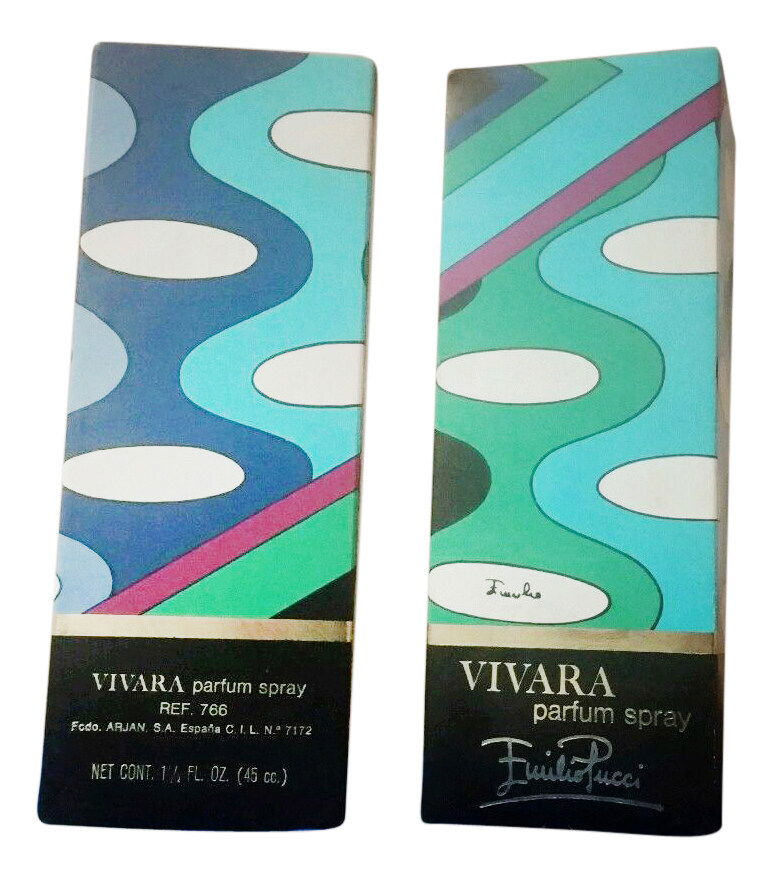 VIVARA parfum spray
REF. 766
Fcdo. ARJAN. S.A. España C.I.L. N.º 7172
NET CONT. 1½ FL. OZ. (45 cc.)
Emilio
VIVARA
parfum spray
Emilio Pucci